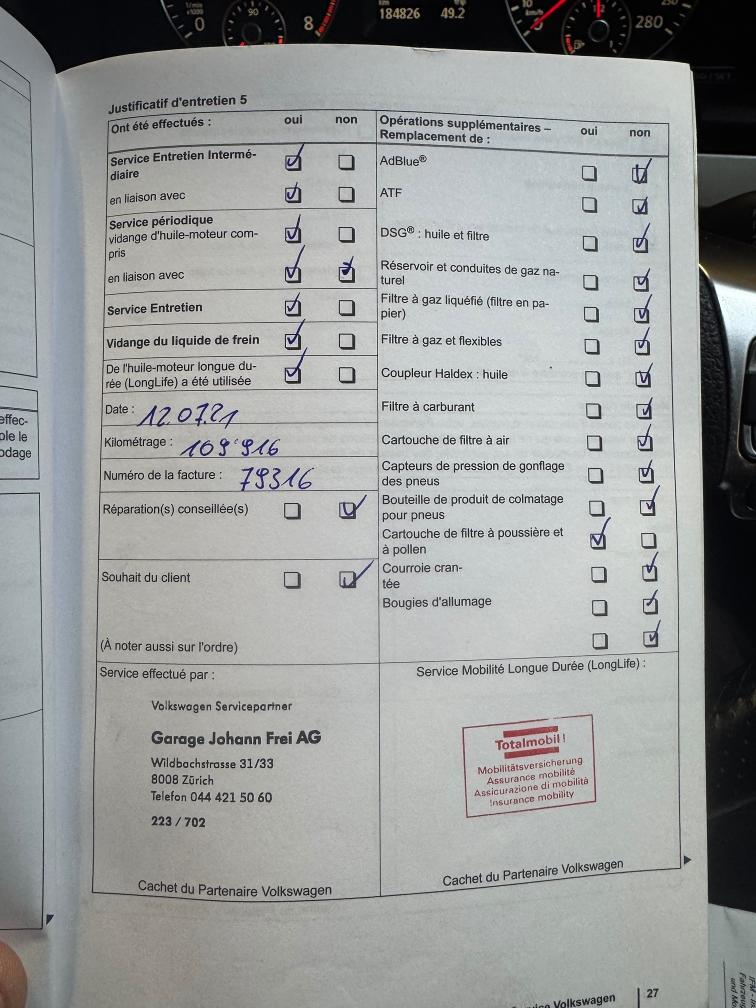 90
0
8
km
184826 49.2
280
Justificatif d'entretien 5
Ont été effectués : oui non
Service Entretien Intermé-
diaire
en liaison avec
Service périodique
vidange d'huile-moteur com-
pris
en liaison avec
Service Entretien
Vidange du liquide de frein
De l'huile-moteur longue du-
rée (LongLife) a été utilisée
Date : 12.07.21
Kilométrage : 109'916
Numéro de la facture : 79316
Réparation(s) conseillée(s)
Souhait du client
(À noter aussi sur l'ordre)
Opérations supplémentaires –
Remplacement de : oui non
AdBlue®
ATF
DSG® : huile et filtre
Réservoir et conduites de gaz na-
turel
Filtre à gaz liquéfié (filtre en pa-
pier)
Filtre à gaz et flexibles
Coupleur Haldex : huile
Filtre à carburant
Cartouche de filtre à air
Capteurs de pression de gonflage
des pneus
Bouteille de produit de colmatage
pour pneus
Cartouche de filtre à poussière et
à pollen
Courroie cran-
tée
Bougies d'allumage
Service effectué par :
Volkswagen Servicepartner
Garage Johann Frei AG
Wildbachstrasse 31/33
8008 Zürich
Telefon 044 421 50 60
223 / 702
Cachet du Partenaire Volkswagen
Service Mobilité Longue Durée (LongLife) :
Totalmobil!
Mobilitätsversicherung
Assurance mobilité
Assicurazione di mobilità
Insurance mobility
Cachet du Partenaire Volkswagen
Volkswagen 27
effec-
ple le
odage